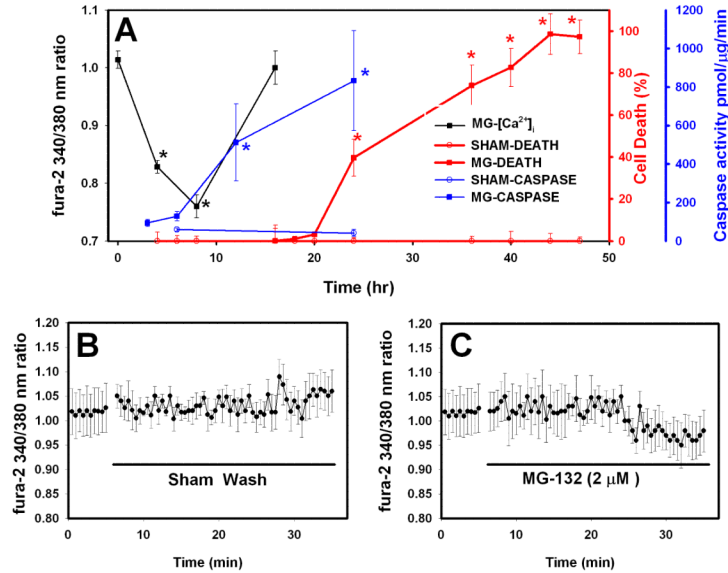 A
1.1
1.0
0.9
0.8
0.7
fura-2 340/380 nm ratio
0 10 20 30 40 50
Time (hr)
100
80
60
40
20
0
Cell Death (%)
1200
1000
800
600
400
200
0
Caspase activity pmol/μg/min
MG-[Ca2+]i
SHAM-DEATH
MG-DEATH
SHAM-CASPASE
MG-CASPASE
* * * * * * * * *
B
1.20
1.15
1.10
1.05
1.00
0.95
0.90
0.85
0.80
fura-2 340/380 nm ratio
Sham Wash
0 10 20 30
Time (min)
C
1.20
1.15
1.10
1.05
1.00
0.95
0.90
0.85
0.80
fura-2 340/380 nm ratio
MG-132 (2 μM )
0 10 20 30
Time (min)